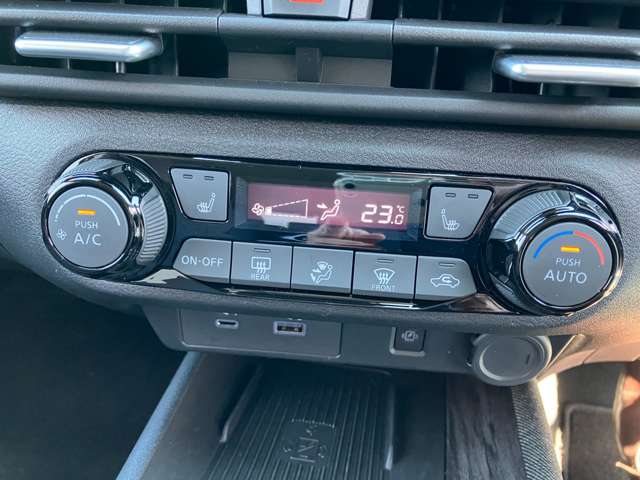 PUSH
A/C
23.0
°C
ON-OFF
REAR
FRONT
PUSH
AUTO